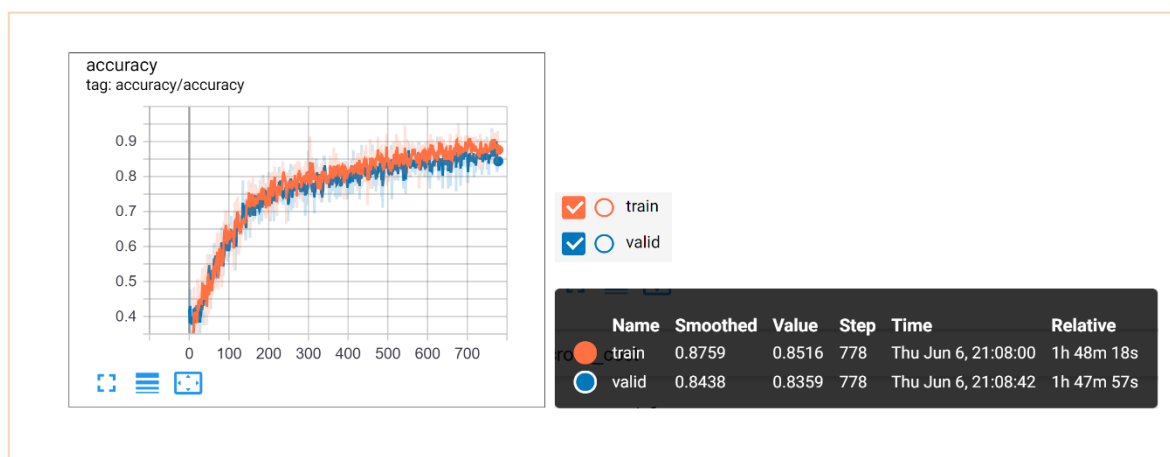 accuracy
tag: accuracy/accuracy
0.9
0.8
0.7
0.6
0.5
0.4
0 100 200 300 400 500 600 700
train
valid
Name Smoothed Value Step Time Relative
train 0.8759 0.8516 778 Thu Jun 6, 21:08:00 1h 48m 18s
valid 0.8438 0.8359 778 Thu Jun 6, 21:08:42 1h 47m 57s